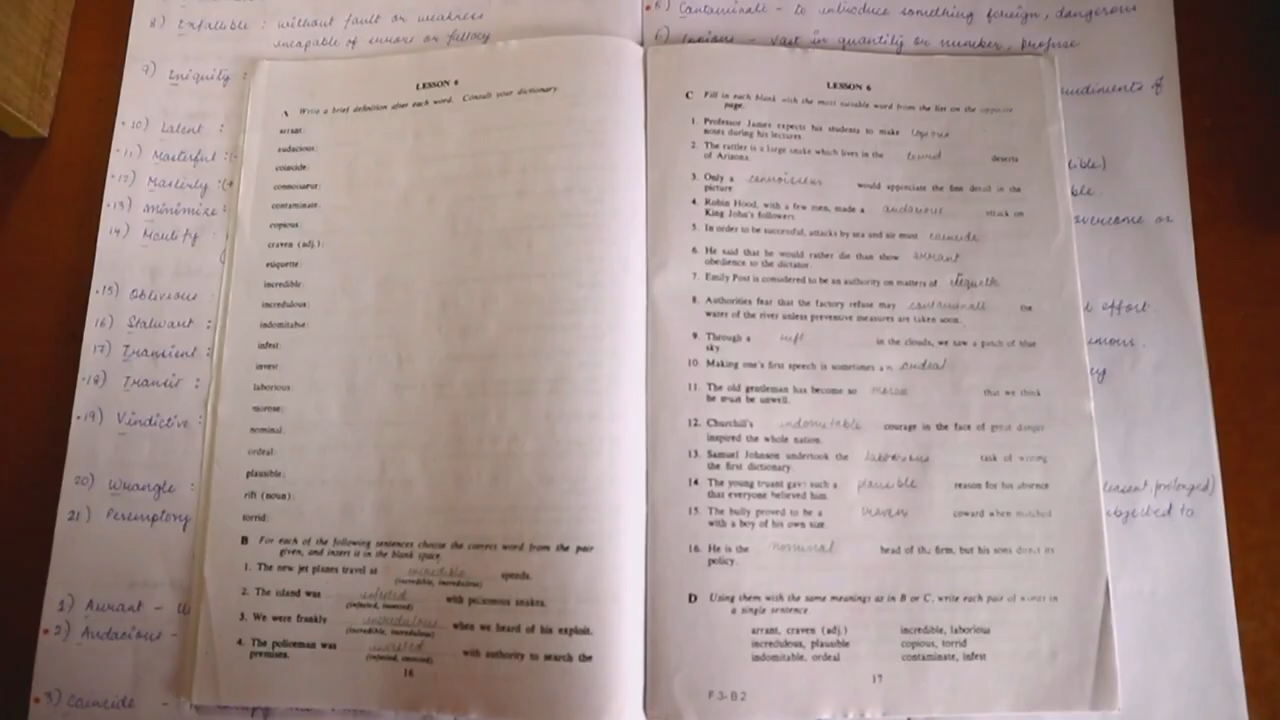 8) Infallible : without fault or weakness
incapable of errors or fallacy
9) Iniquity :
10) Latent :
11) Masterful :
12) Masterly :
13) Minimize :
14) Mortify :
15) Oblivious :
16) Stalwart :
17) Transient :
18) Transit :
19) Vindictive :
20) Wrangle :
21) Peremptory
1) Arrant -
2) Audacious -
3) Coincide -
6) Contaminate - to introduce something foreign, dangerous
Copious - vast in quantity or number, profuse
rudiments of
overcome or
effort
prolonged)
objected to
LESSON 6
A Write a brief definition after each word. Consult your dictionary.
arrant:
audacious:
coincide:
connoisseur:
contaminate:
copious:
craven (adj.):
etiquette:
incredible:
incredulous:
indomitable:
infest:
invest:
laborious:
morose:
nominal:
ordeal:
plausible:
rift (noun):
torrid:
B For each of the following sentences choose the correct word from the pair
given, and insert it in the blank space.
1. The new jet planes travel at incredible speeds.
(incredible, incredulous)
2. The island was infested with poisonous snakes.
(infested, invested)
3. We were frankly incredulous when we heard of his exploit.
(incredible, incredulous)
4. The policeman was invested with authority to search the
premises. (infested, invested)
16
LESSON 6
C Fill in each blank with the most suitable word from the list on the opposite
page.
1. Professor James expects his students to make copious
notes during his lectures.
2. The rattler is a large snake which lives in the torrid deserts
of Arizona.
3. Only a connoisseur would appreciate the fine detail in the
picture.
4. Robin Hood, with a few men, made a audacious attack on
King John's followers.
5. In order to be successful, attacks by sea and air must coincide
6. He said that he would rather die than show arrant
obedience to the dictator.
7. Emily Post is considered to be an authority on matters of etiquette
8. Authorities fear that the factory refuse may contaminate the
water of the river unless preventive measures are taken soon.
9. Through a rift in the clouds, we saw a patch of blue
sky.
10. Making one's first speech is sometimes an ordeal
11. The old gentleman has become so morose that we think
he must be unwell.
12. Churchill's indomitable courage in the face of great danger
inspired the whole nation.
13. Samuel Johnson undertook the laborious task of writing
the first dictionary.
14. The young truant gave such a plausible reason for his absence
that everyone believed him.
15. The bully proved to be a craven coward when matched
with a boy of his own size.
16. He is the nominal head of the firm, but his sons direct its
policy.
D Using them with the same meanings as in B or C, write each pair of words in
a single sentence.
arrant, craven (adj.) incredible, laborious
incredulous, plausible copious, torrid
indomitable, ordeal contaminate, infest
17
F.3-B2